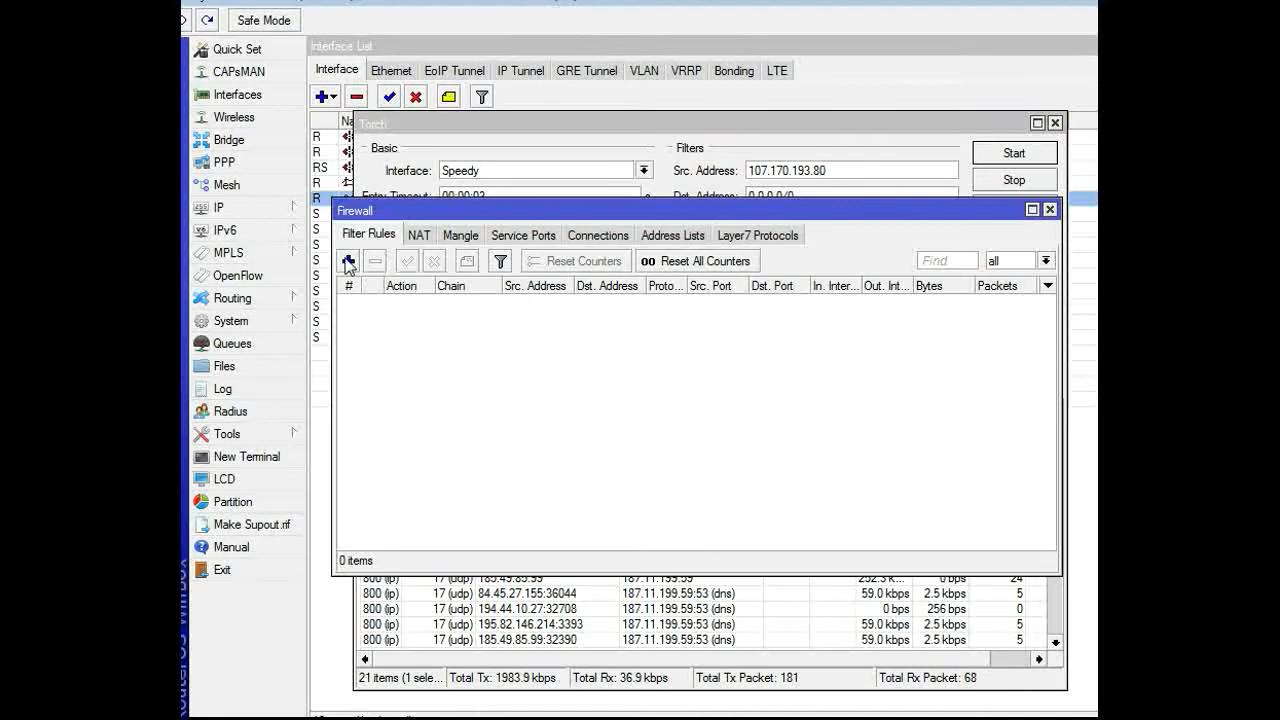 Safe Mode
Quick Set
CAPsMAN
Interfaces
Wireless
Bridge
PPP
Mesh
IP
IPv6
MPLS
OpenFlow
Routing
System
Queues
Files
Log
Radius
Tools
New Terminal
LCD
Partition
Make Supout.rif
Manual
Exit
Interface List
Interface Ethernet EoIP Tunnel IP Tunnel GRE Tunnel VLAN VRRP Bonding LTE
R
R
RS
R
R
S
S
S
S
S
S
S
S
S
Torch
Basic Filters
Interface: Speedy Src. Address: 107.170.193.80 Start
Entry Timeout: 00:00:03 s Dst. Address: 0.0.0.0/0 Stop
Firewall
Filter Rules NAT Mangle Service Ports Connections Address Lists Layer7 Protocols
Reset Counters 00 Reset All Counters Find all
# Action Chain Src. Address Dst. Address Proto... Src. Port Dst. Port In. Inter... Out. Int... Bytes Packets
0 items
800 (ip) 17 (udp) 185.49.85.99 187.11.199.59 252.3 k... 0 bps 24
800 (ip) 17 (udp) 84.45.27.155:36044 187.11.199.59:53 (dns) 59.0 kbps 2.5 kbps 5
800 (ip) 17 (udp) 194.44.10.27:32708 187.11.199.59:53 (dns) 0 bps 256 bps 0
800 (ip) 17 (udp) 195.82.146.214:3393 187.11.199.59:53 (dns) 59.0 kbps 2.5 kbps 5
800 (ip) 17 (udp) 185.49.85.99:32390 187.11.199.59:53 (dns) 59.0 kbps 2.5 kbps 5
21 items (1 sele... Total Tx: 1983.9 kbps Total Rx: 36.9 kbps Total Tx Packet: 181 Total Rx Packet: 68
RouterOS WinBox